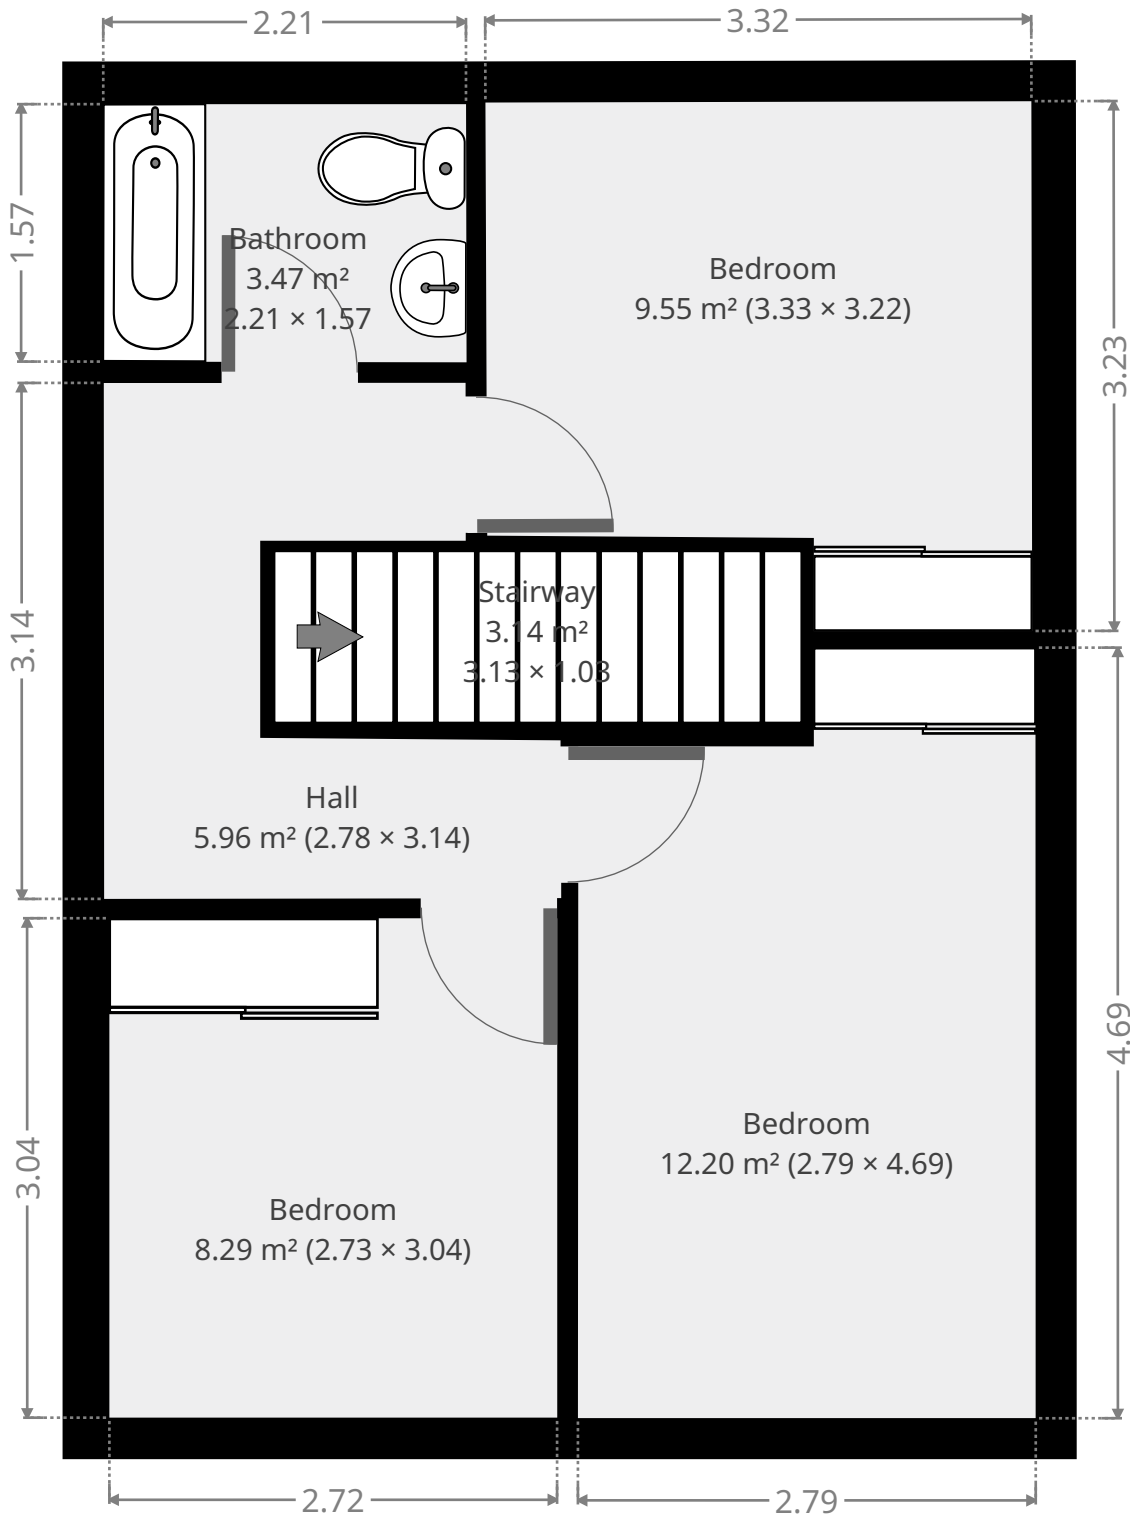 2.21
3.32
1.57
Bathroom
3.47 m²
2.21 × 1.57
Bedroom
9.55 m² (3.33 × 3.22)
3.23
3.14
Stairway
3.14 m²
3.13 × 1.03
Hall
5.96 m² (2.78 × 3.14)
4.69
3.04
Bedroom
12.20 m² (2.79 × 4.69)
Bedroom
8.29 m² (2.73 × 3.04)
2.72
2.79